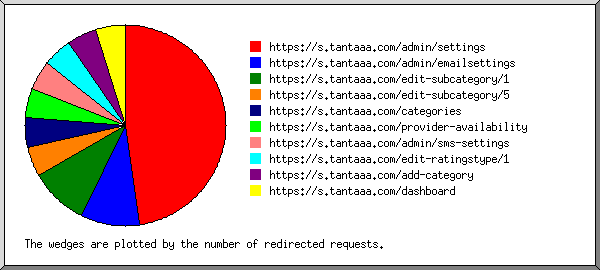 https://s.tantaaa.com/admin/settings
https://s.tantaaa.com/admin/emailsettings
https://s.tantaaa.com/edit-subcategory/1
https://s.tantaaa.com/edit-subcategory/5
https://s.tantaaa.com/categories
https://s.tantaaa.com/provider-availability
https://s.tantaaa.com/admin/sms-settings
https://s.tantaaa.com/edit-ratingstype/1
https://s.tantaaa.com/add-category
https://s.tantaaa.com/dashboard
The wedges are plotted by the number of redirected requests.